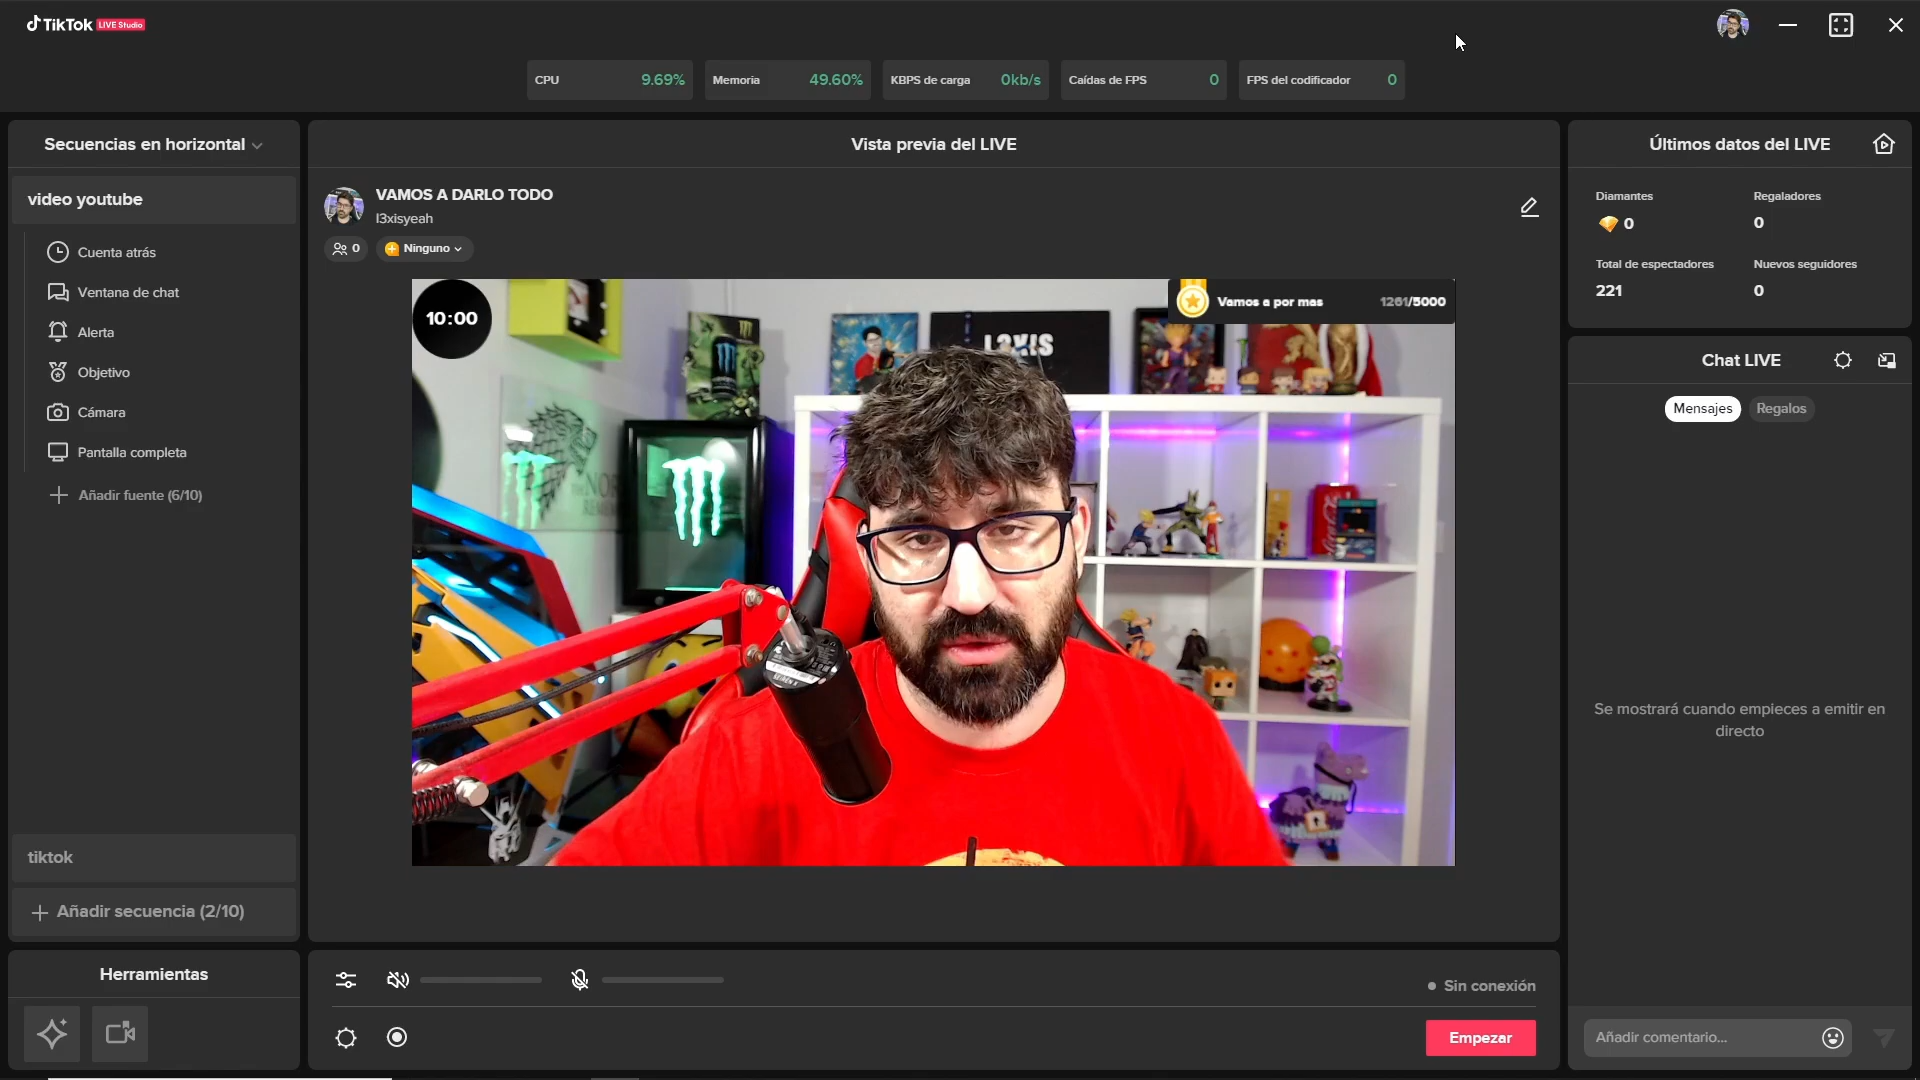 TikTok LIVE Studio
CPU 9.69%
Memoria 49.60%
KBPS de carga 0kb/s
Caídas de FPS 0
FPS del codificador 0
Secuencias en horizontal
video youtube
Cuenta atrás
Ventana de chat
Alerta
Objetivo
Cámara
Pantalla completa
Añadir fuente (6/10)
tiktok
Añadir secuencia (2/10)
Herramientas
Vista previa del LIVE
VAMOS A DARLO TODO
l3xisyeah
0
Ninguno
10:00
Vamos a por mas 1261/5000
L3XIS
Sin conexión
Empezar
Últimos datos del LIVE
Diamantes Regaladores
0 0
Total de espectadores Nuevos seguidores
221 0
Chat LIVE
Mensajes Regalos
Se mostrará cuando empieces a emitir en
directo
Añadir comentario...